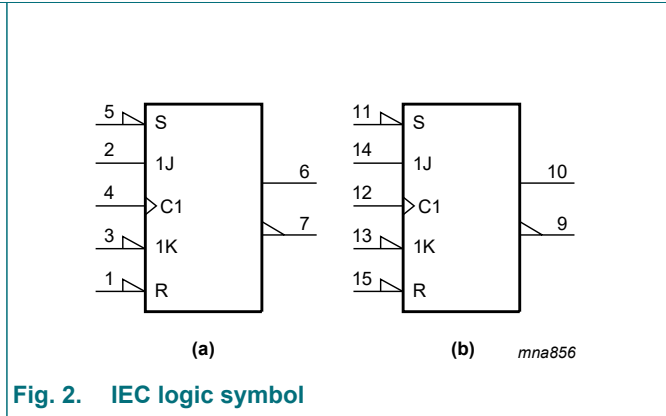 5 S 11 S
2 1J 14 1J
6 10
4 C1 12 C1
7 9
3 1K 13 1K
1 R 15 R
(a) (b) mna856
Fig. 2. IEC logic symbol